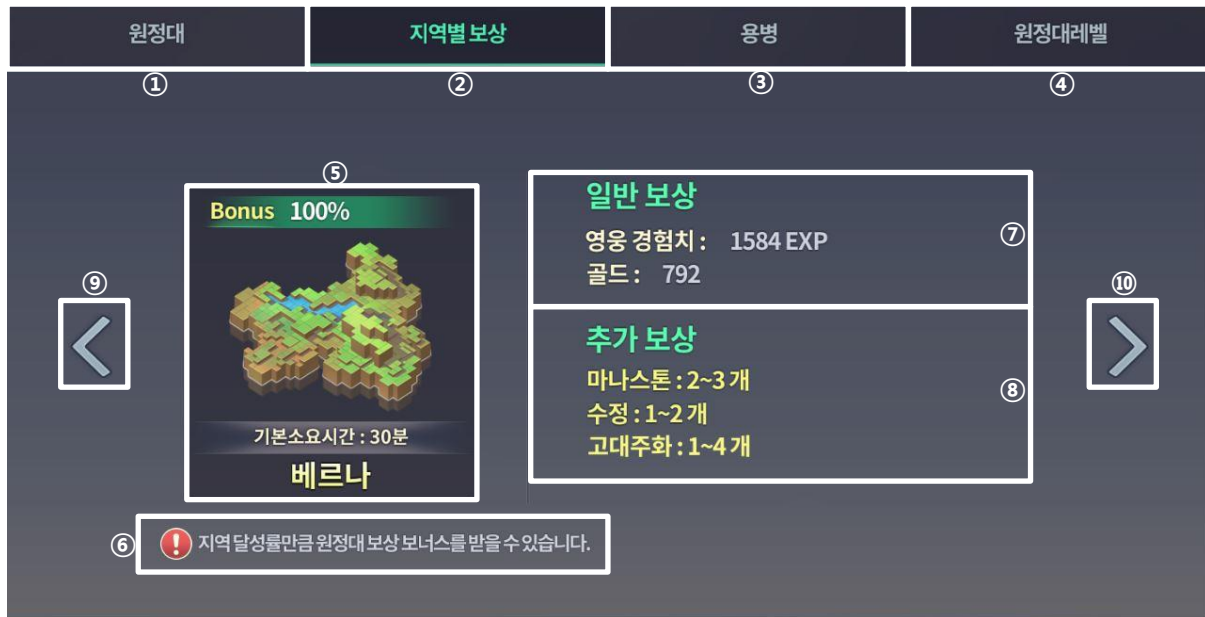 원정대
지역별 보상
용병
원정대레벨
①
②
③
④
⑤
Bonus 100%
기본소요시간 : 30분
베르나
⑥
지역 달성률만큼 원정대 보상 보너스를 받을 수 있습니다.
일반 보상
영웅 경험치 : 1584 EXP
골드 : 792
⑦
추가 보상
마나스톤 : 2~3 개
수정 : 1~2 개
고대주화 : 1~4 개
⑧
⑨
⑩